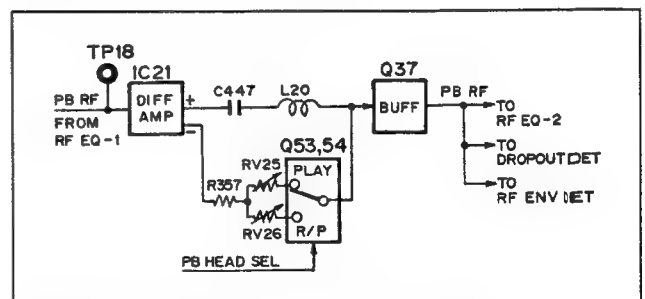 TP18
IC21
PB RF
FROM
RF EQ-1
DIFF
AMP
+
−
C447
L20
Q37
BUFF
PB RF
TO
RF EQ-2
TO
DROPOUT DET
TO
RF ENV DET
Q53,54
R357
RV25
RV26
PLAY
R/P
PB HEAD SEL